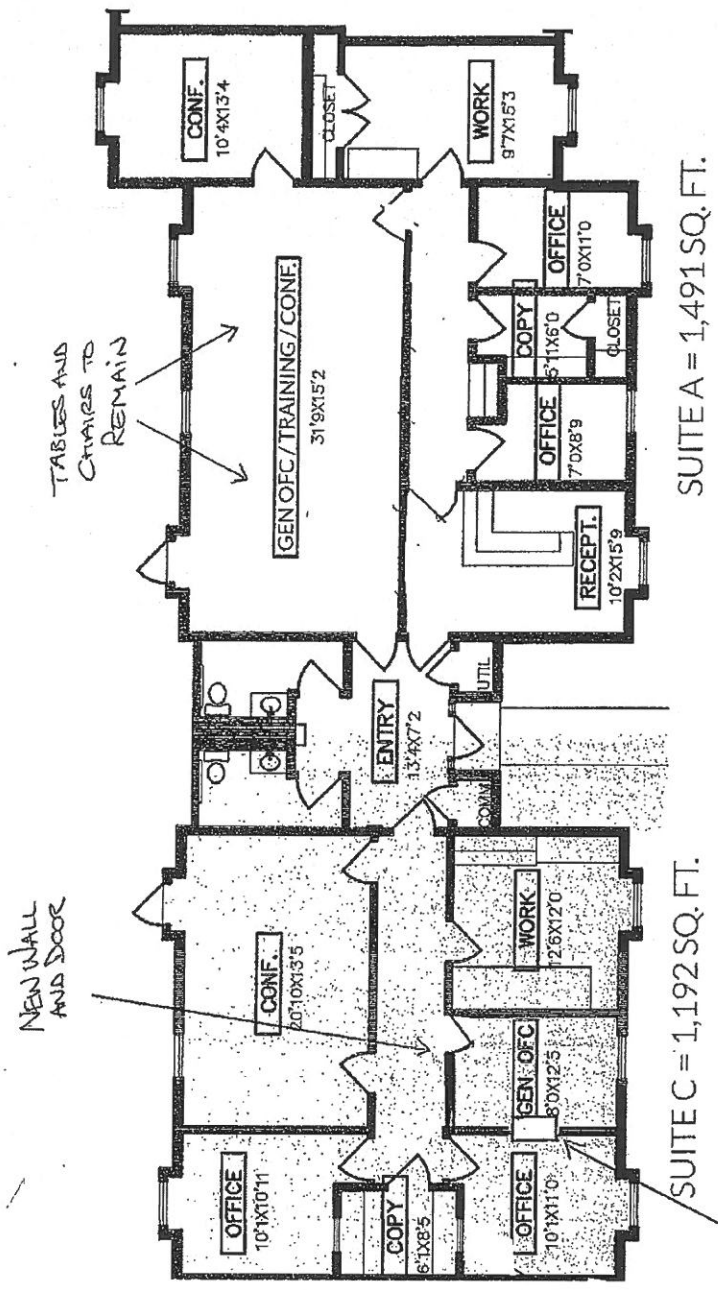 NEW WALL
AND DOOR
TABLES AND
CHAIRS TO
REMAIN
OFFICE
10'1X10'11
CONF.
20'10X13'5
GEN OFC/TRAINING/CONF.
31'9X15'2
CONF.
10'4X13'4
CLOSET
COPY
6'1X8'5
ENTRY
13'4X7'2
COMM
UTIL
WORK
9'7X15'3
OFFICE
10'1X11'0
GEN. OFC
8'0X12'5
WORK
12'6X12'0
RECEPT.
10'2X15'9
OFFICE
7'0X8'9
COPY
5'11X6'0
CLOSET
OFFICE
7'0X11'0
SUITE C = 1,192 SQ. FT.
SUITE A = 1,491 SQ. FT.